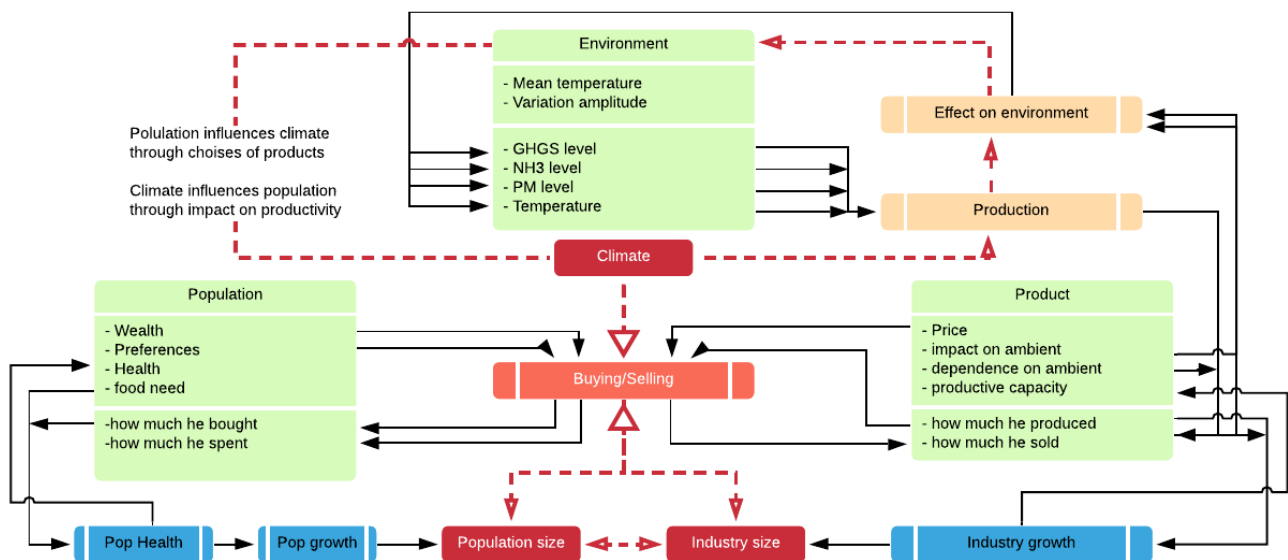 Environment
- Mean temperature
- Variation amplitude
- GHGS level
- NH3 level
- PM level
- Temperature
Effect on environment
Production
Polulation influences climate
through choises of products
Climate influences population
through impact on productivity
Climate
Population
- Wealth
- Preferences
- Health
- food need
-how much he bought
-how much he spent
Buying/Selling
Product
- Price
- impact on ambient
- dependence on ambient
- productive capacity
- how much he produced
- how much he sold
Pop Health
Pop growth
Population size
Industry size
Industry growth